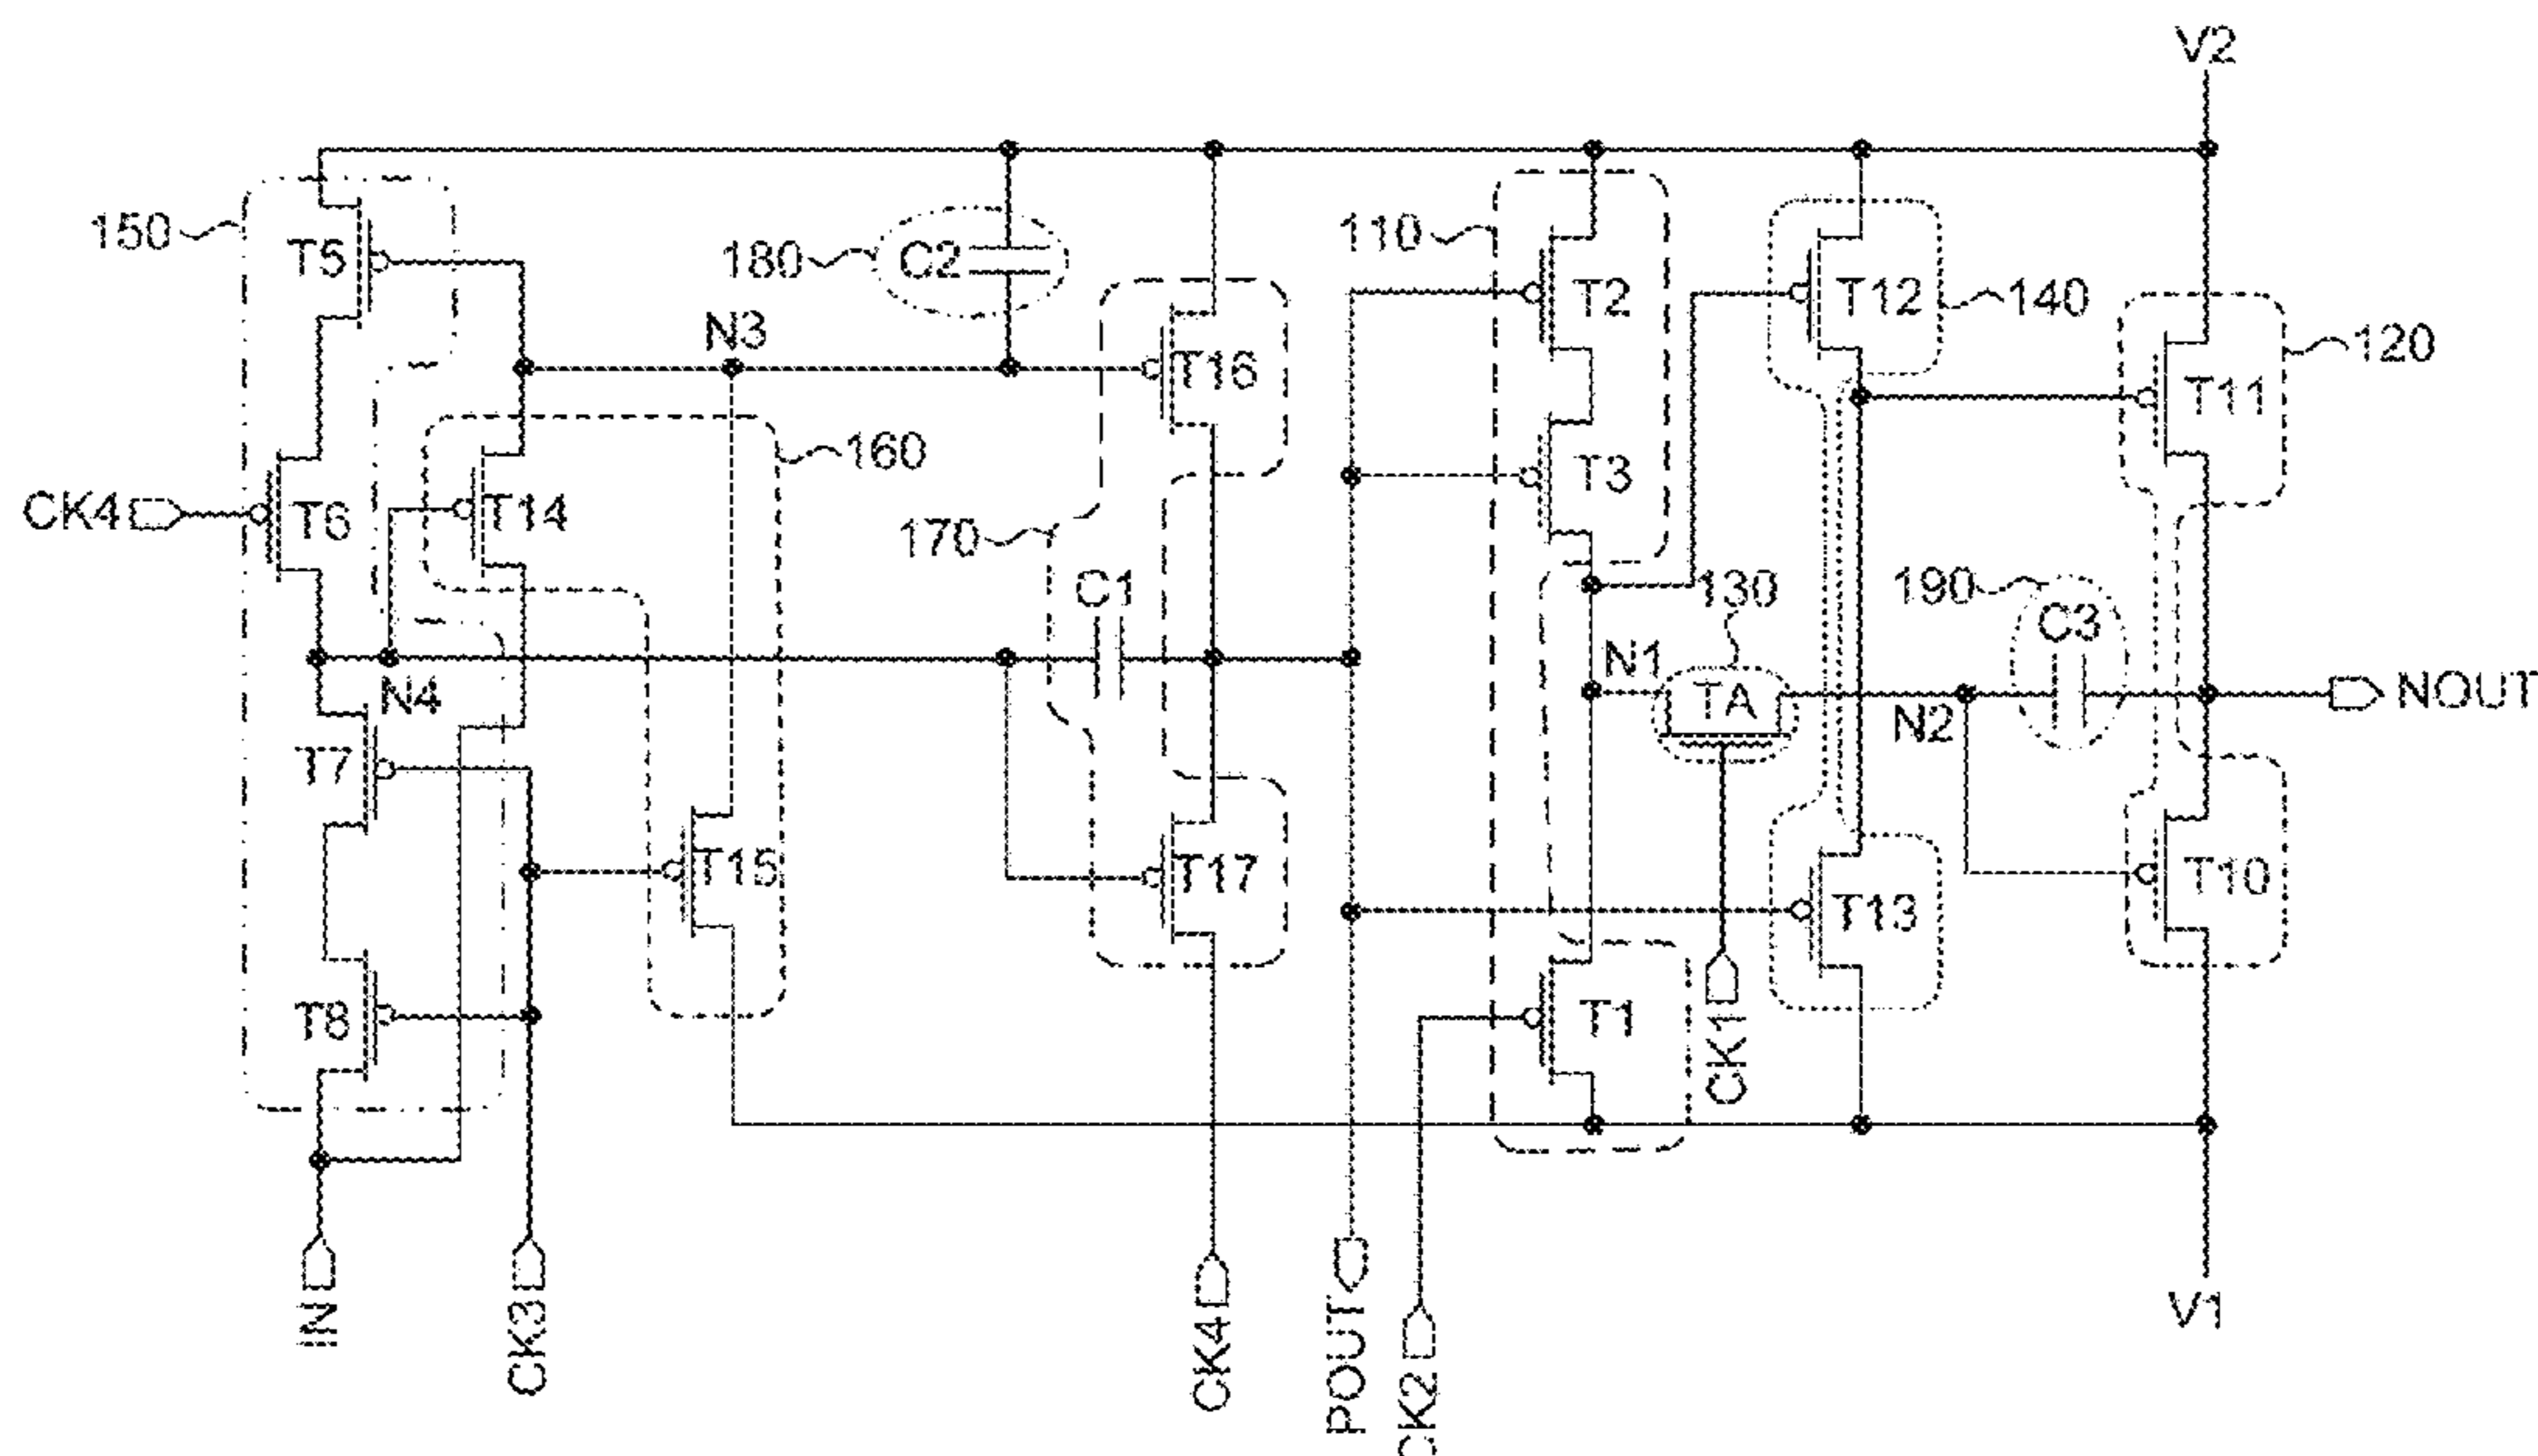 V2
150
T5
180
C2
110
T2
T12
140
N3
T16
120
T11
CK4
T6
T14
160
170
T3
C1
130
190
C3
N4
N1
TA
N2
NOUT
T7
T15
T17
T13
T10
T8
T1
CK1
IN
CK3
CK4
POUT
CK2
V1